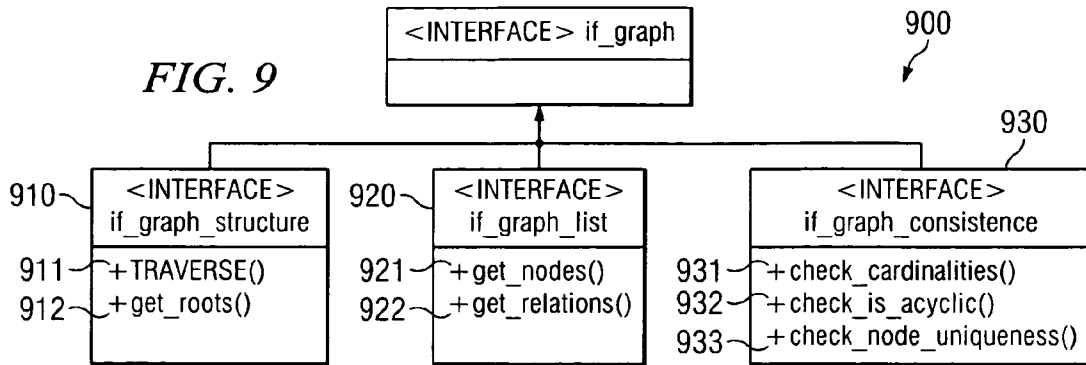 <INTERFACE> if_graph
900
FIG. 9
930
910
<INTERFACE>
if_graph_structure
911
+TRAVERSE()
912
+get_roots()
920
<INTERFACE>
if_graph_list
921
+get_nodes()
922
+get_relations()
<INTERFACE>
if_graph_consistence
931
+check_cardinalities()
932
+check_is_acyclic()
933
+check_node_uniqueness()